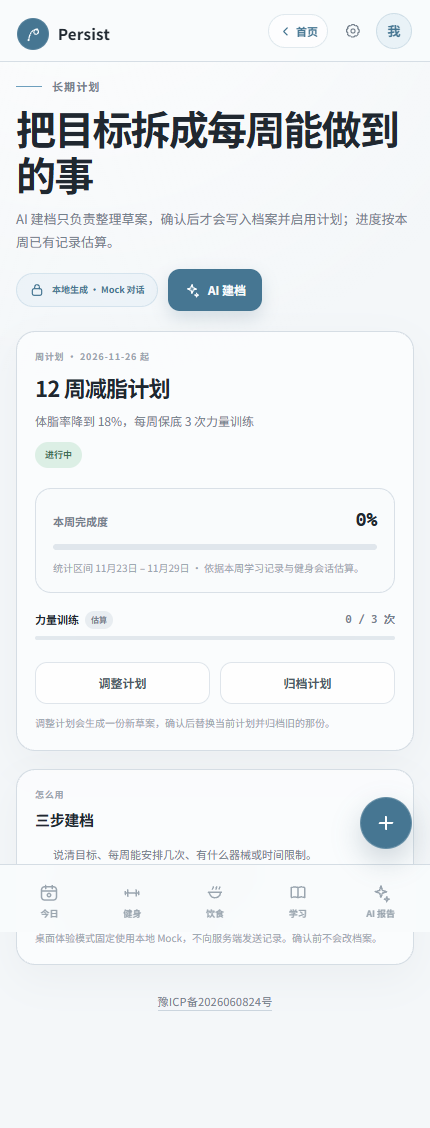 Persist
首页
我
长期计划
把目标拆成每周能做到
的事
AI 建档只负责整理草案，确认后才会写入档案并启用计划；进度按本
周已有记录估算。
本地生成 · Mock 对话
AI 建档
周计划 · 2026-11-26 起
12 周减脂计划
体脂率降到 18%，每周保底 3 次力量训练
进行中
本周完成度
0%
统计区间 11月23日 – 11月29日 · 依据本周学习记录与健身会话估算。
力量训练 估算
0 / 3 次
调整计划
归档计划
调整计划会生成一份新草案，确认后替换当前计划并归档旧的那份。
怎么用
三步建档
说清目标、每周能安排几次、有什么器械或时间限制。
今日
健身
饮食
学习
AI 报告
桌面体验模式固定使用本地 Mock，不向服务端发送记录。确认前不会改档案。
豫ICP备2026060824号